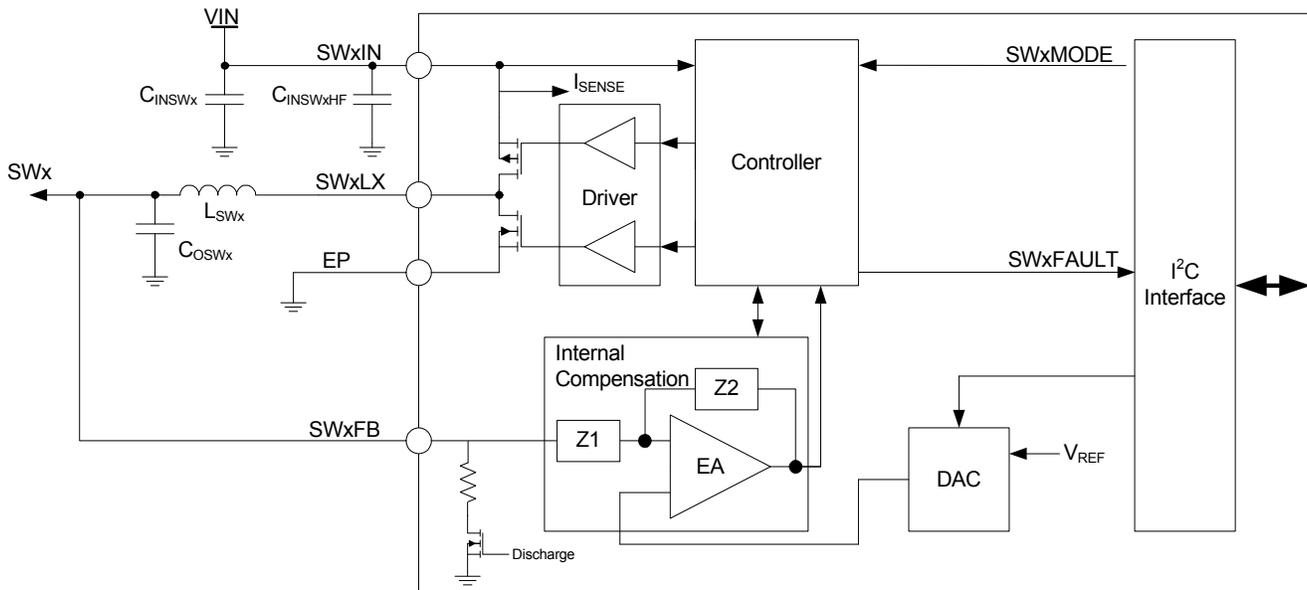 VIN
SWxIN
SWxMODE
CINSWx
CINSWxHF
ISENSE
Controller
SWx
SWxLX
LSWx
Driver
COSWx
EP
SWxFAULT
I²C
Interface
Internal
Compensation
Z2
SWxFB
Z1
EA
VREF
DAC
Discharge